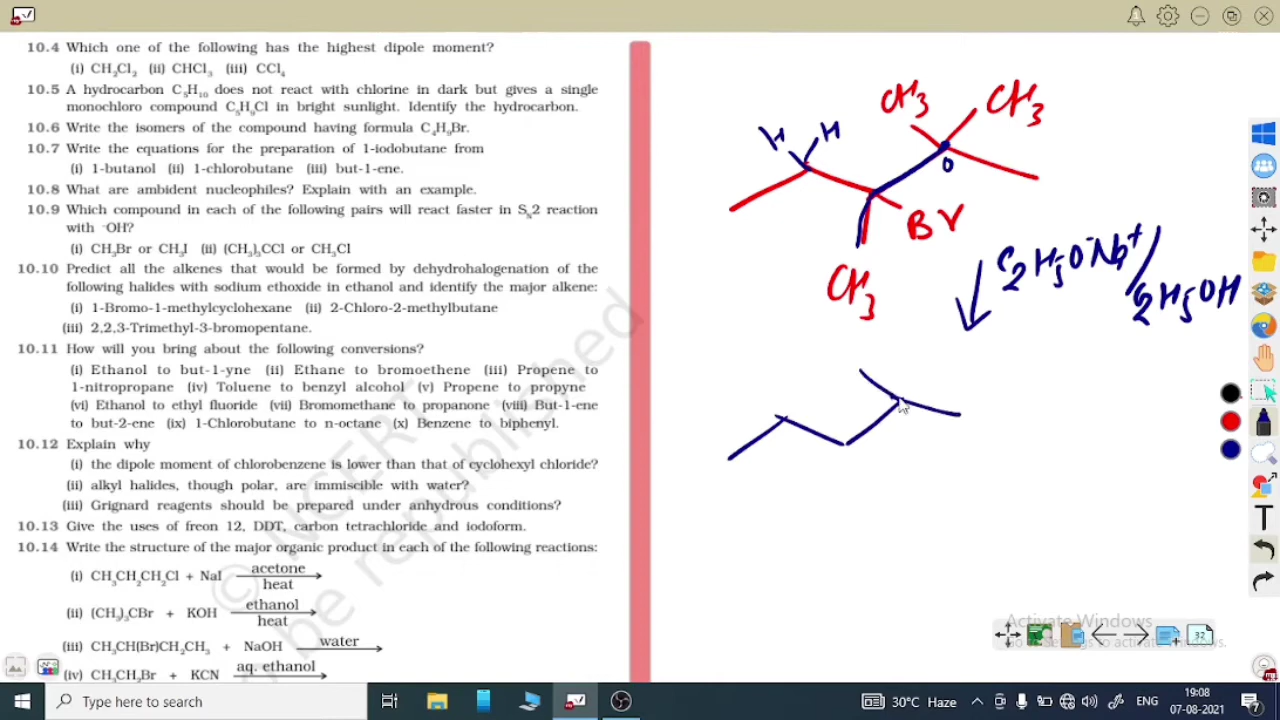 10.4 Which one of the following has the highest dipole moment?
(i) CH₂Cl₂ (ii) CHCl₃ (iii) CCl₄
10.5 A hydrocarbon C₅H₁₀ does not react with chlorine in dark but gives a single
monochloro compound C₅H₉Cl in bright sunlight. Identify the hydrocarbon.
10.6 Write the isomers of the compound having formula C₄H₉Br.
10.7 Write the equations for the preparation of 1-iodobutane from
(i) 1-butanol (ii) 1-chlorobutane (iii) but-1-ene.
10.8 What are ambident nucleophiles? Explain with an example.
10.9 Which compound in each of the following pairs will react faster in SN2 reaction
with ⁻OH?
(i) CH₃Br or CH₃I (ii) (CH₃)₃CCl or CH₃Cl
10.10 Predict all the alkenes that would be formed by dehydrohalogenation of the
following halides with sodium ethoxide in ethanol and identify the major alkene:
(i) 1-Bromo-1-methylcyclohexane (ii) 2-Chloro-2-methylbutane
(iii) 2,2,3-Trimethyl-3-bromopentane.
10.11 How will you bring about the following conversions?
(i) Ethanol to but-1-yne (ii) Ethane to bromoethene (iii) Propene to
1-nitropropane (iv) Toluene to benzyl alcohol (v) Propene to propyne
(vi) Ethanol to ethyl fluoride (vii) Bromomethane to propanone (viii) But-1-ene
to but-2-ene (ix) 1-Chlorobutane to n-octane (x) Benzene to biphenyl.
10.12 Explain why
(i) the dipole moment of chlorobenzene is lower than that of cyclohexyl chloride?
(ii) alkyl halides, though polar, are immiscible with water?
(iii) Grignard reagents should be prepared under anhydrous conditions?
10.13 Give the uses of freon 12, DDT, carbon tetrachloride and iodoform.
10.14 Write the structure of the major organic product in each of the following reactions:
(i) CH₃CH₂CH₂Cl + NaI acetone heat
(ii) (CH₃)₃CBr + KOH ethanol heat
(iii) CH₃CH(Br)CH₂CH₃ + NaOH water
(iv) CH₃CH₂Br + KCN aq. ethanol
© NCERT
be republished
CH₃ CH₃
H H
0
Br
CH₃
C₂H₅O⁻Na⁺/
₂H₅OH
T
Activate Windows
Go to Settings to activate Windows.
32
Type here to search
30°C Haze
ENG
19:08
07-08-2021
7